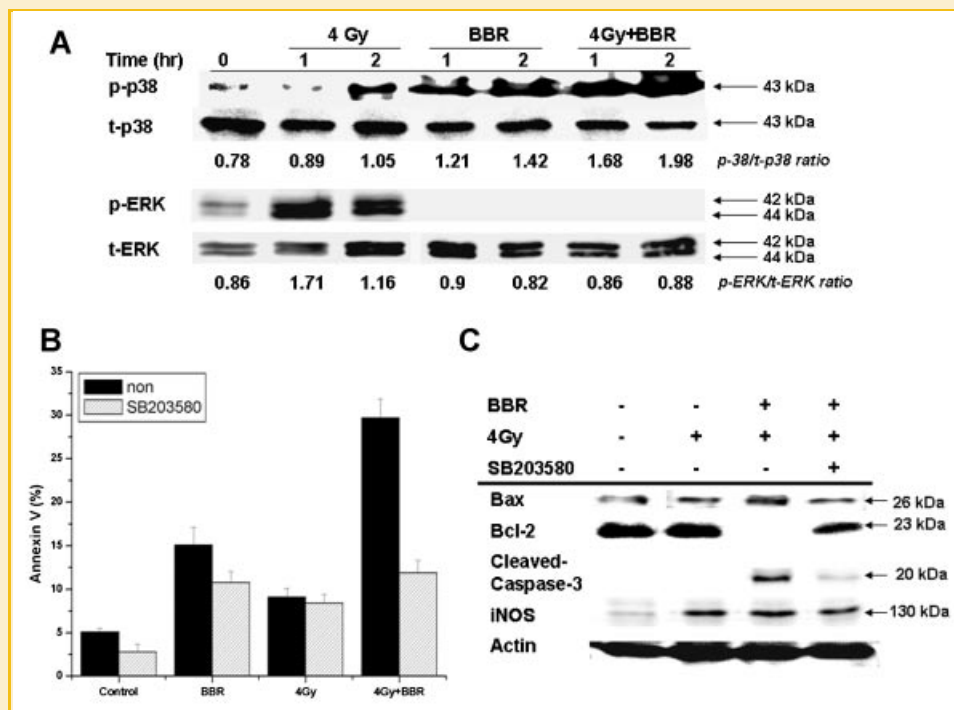 A
4 Gy BBR 4Gy+BBR
Time (hr) 0 1 2 1 2 1 2
p-p38 43 kDa
t-p38 43 kDa
0.78 0.89 1.05 1.21 1.42 1.68 1.98 p-38/t-p38 ratio
p-ERK 42 kDa
44 kDa
t-ERK 42 kDa
44 kDa
0.86 1.71 1.16 0.9 0.82 0.86 0.88 p-ERK/t-ERK ratio
B
non
SB203580
Annexin V (%)
35
30
25
20
15
10
5
0
Control BBR 4Gy 4Gy+BBR
C
BBR - - + +
4Gy - + + +
SB203580 - - - +
Bax 26 kDa
Bcl-2 23 kDa
Cleaved-
Caspase-3 20 kDa
iNOS 130 kDa
Actin